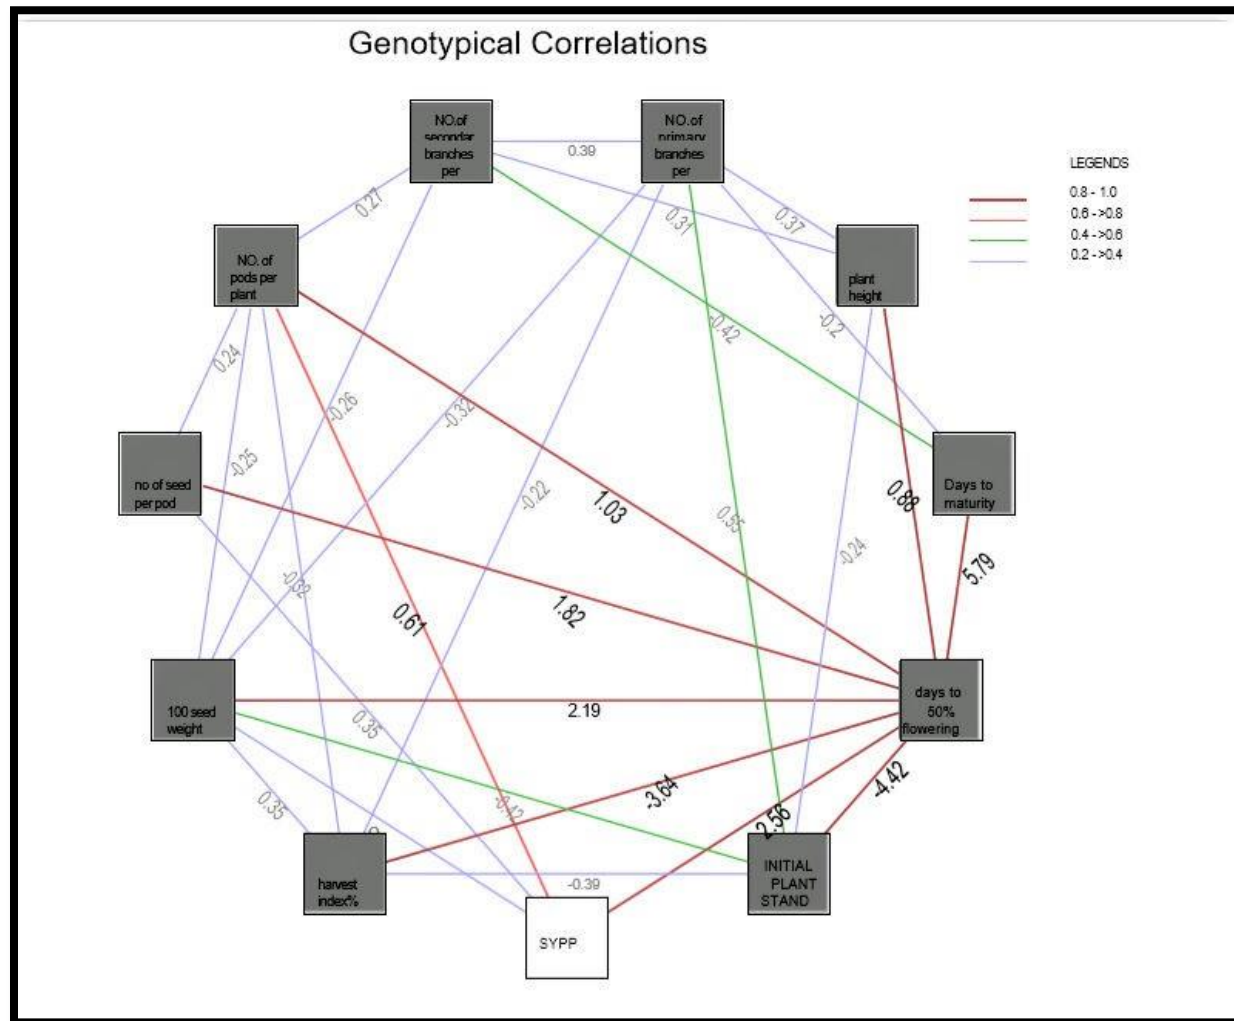 Genotypical Correlations
NO.of
secondar
branches
per
NO.of
primary
branches
per
0.39
LEGENDS
0.8 - 1.0
0.6 ->0.8
0.4 ->0.6
0.2 ->0.4
0.27
0.31
0.37
NO. of
pods per
plant
plant
height
-0.42
-0.2
0.24
-0.26
-0.32
-0.25
no of seed
per pod
-0.22
1.03
0.55
0.88
Days to
maturity
-0.24
5.79
-0.32
0.61
1.82
100 seed
weight
0.35
2.19
days to
50%
flowering
0.35
-0.42
-3.64
2.56
-4.42
harvest
index%
-0.39
INITIAL
PLANT
STAND
SYPP